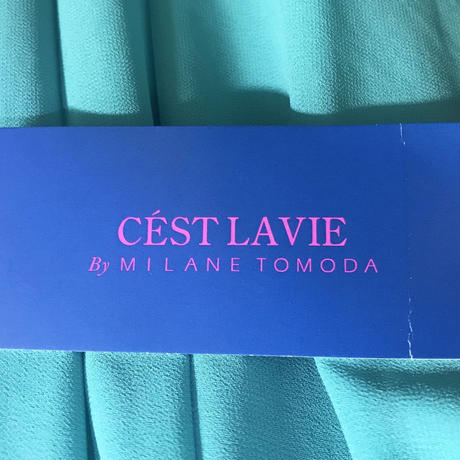 CÉST LAVIE
By MILANE TOMODA